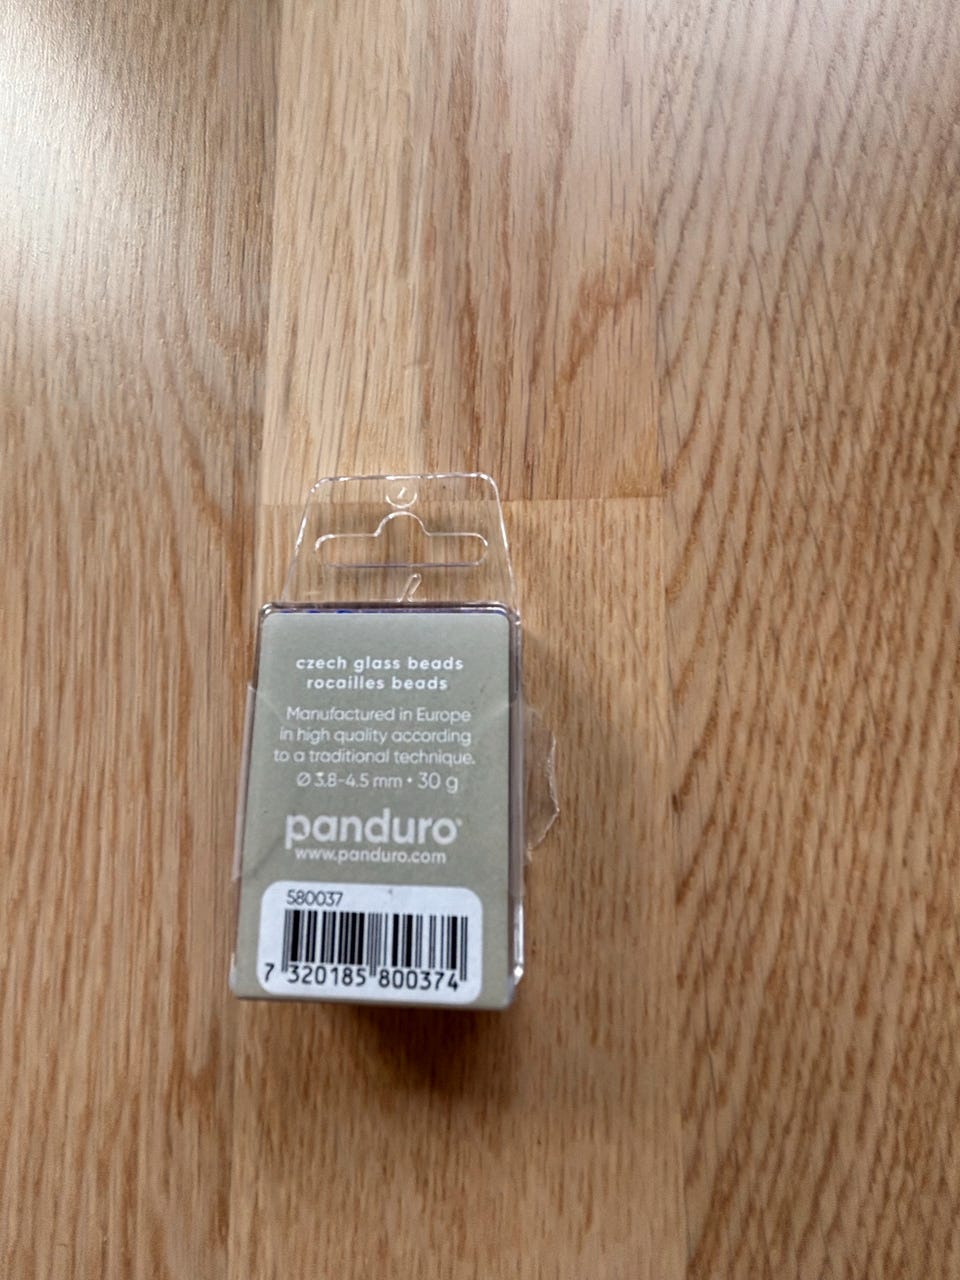 czech glass beads
rocailles beads
Manufactured in Europe
in high quality according
to a traditional technique.
Ø 3.8-4.5 mm • 30 g
panduro®
www.panduro.com
580037
7 320185 800374